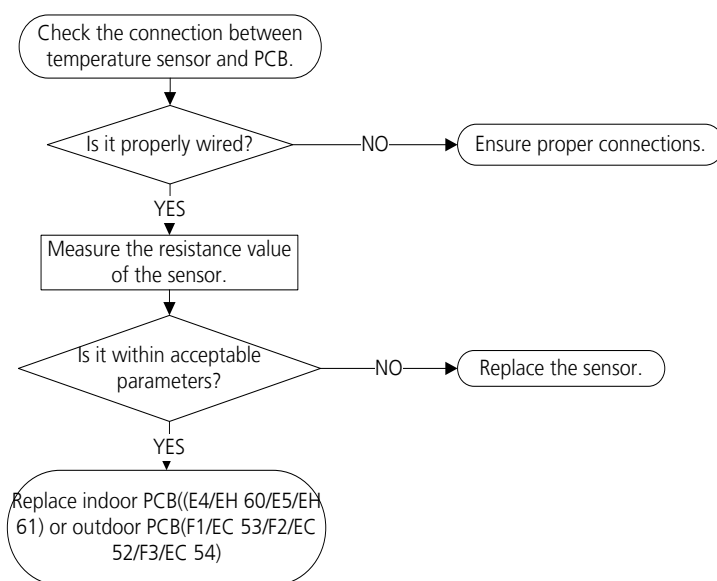 Check the connection between
temperature sensor and PCB.
Is it properly wired?
NO
Ensure proper connections.
YES
Measure the resistance value
of the sensor.
Is it within acceptable
parameters?
NO
Replace the sensor.
YES
Replace indoor PCB((E4/EH 60/E5/EH
61) or outdoor PCB(F1/EC 53/F2/EC
52/F3/EC 54)